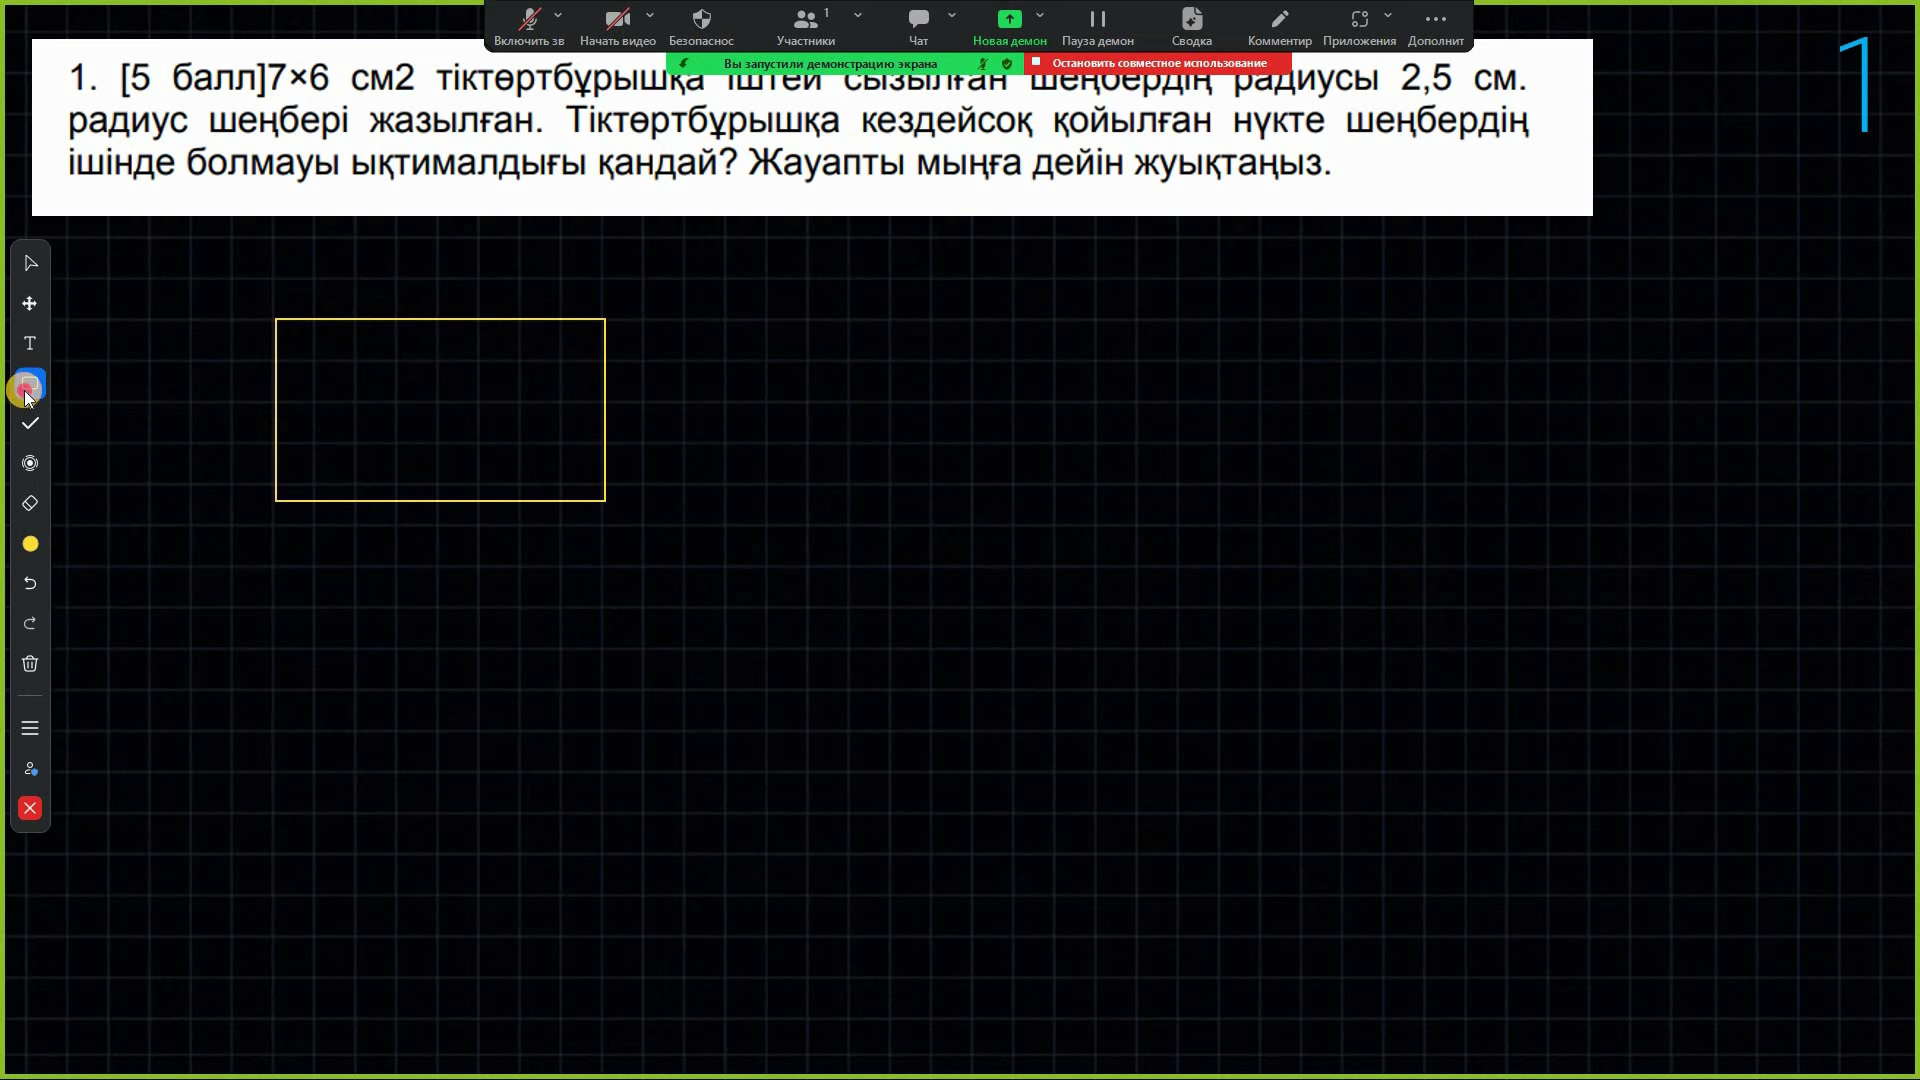 Включить зв Начать видео Безопаснос Участники 1 Чат Новая демон Пауза демон Сводка Комментир Приложения Дополнит
Вы запустили демонстрацию экрана Остановить совместное использование
1. [5 балл]7×6 см2 тіктөртбұрышқа іштей сызылған шеңбердің радиусы 2,5 см.
радиус шеңбері жазылған. Тіктөртбұрышқа кездейсоқ қойылған нүкте шеңбердің
ішінде болмауы ықтималдығы қандай? Жауапты мыңға дейін жуықтаңыз.
1
T